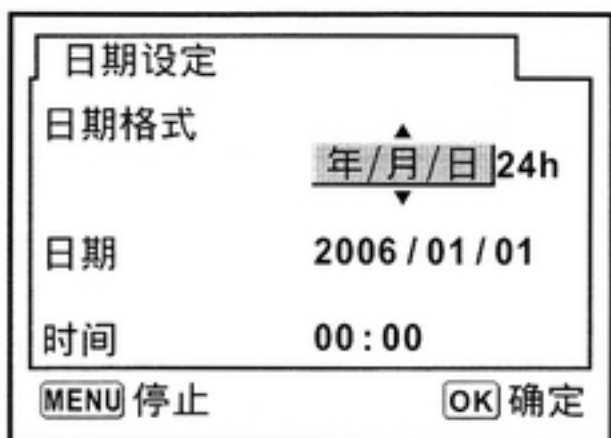 日期设定
日期格式
年/月/日 24h
日期 2006/01/01
时间 00:00
MENU 停止 OK 确定